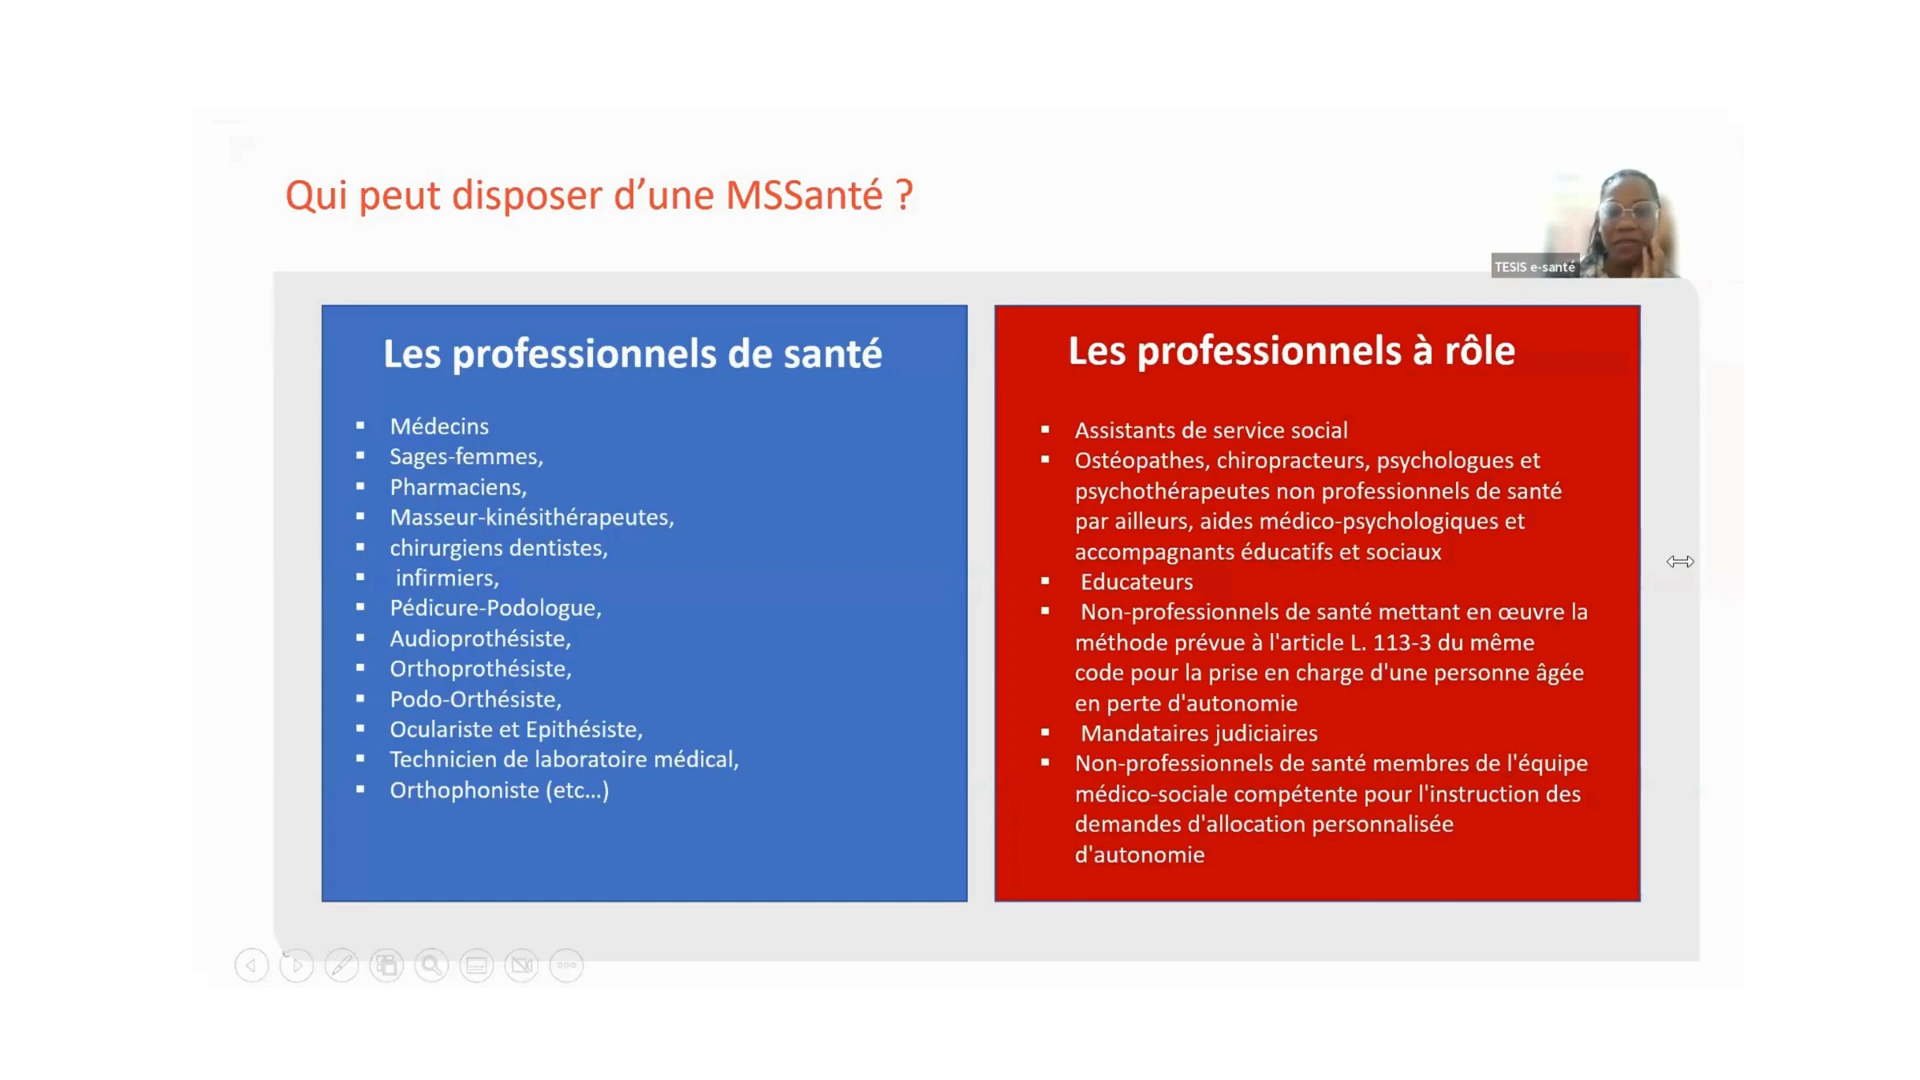 Qui peut disposer d’une MSSanté ?
TESIS e-santé
Les professionnels de santé
▪ Médecins
▪ Sages-femmes,
▪ Pharmaciens,
▪ Masseur-kinésithérapeutes,
▪ chirurgiens dentistes,
▪ infirmiers,
▪ Pédicure-Podologue,
▪ Audioprothésiste,
▪ Orthoprothésiste,
▪ Podo-Orthésiste,
▪ Oculariste et Epithésiste,
▪ Technicien de laboratoire médical,
▪ Orthophoniste (etc...)
Les professionnels à rôle
▪ Assistants de service social
▪ Ostéopathes, chiropracteurs, psychologues et
psychothérapeutes non professionnels de santé
par ailleurs, aides médico-psychologiques et
accompagnants éducatifs et sociaux
▪ Educateurs
▪ Non-professionnels de santé mettant en œuvre la
méthode prévue à l'article L. 113-3 du même
code pour la prise en charge d'une personne âgée
en perte d'autonomie
▪ Mandataires judiciaires
▪ Non-professionnels de santé membres de l'équipe
médico-sociale compétente pour l'instruction des
demandes d'allocation personnalisée
d'autonomie